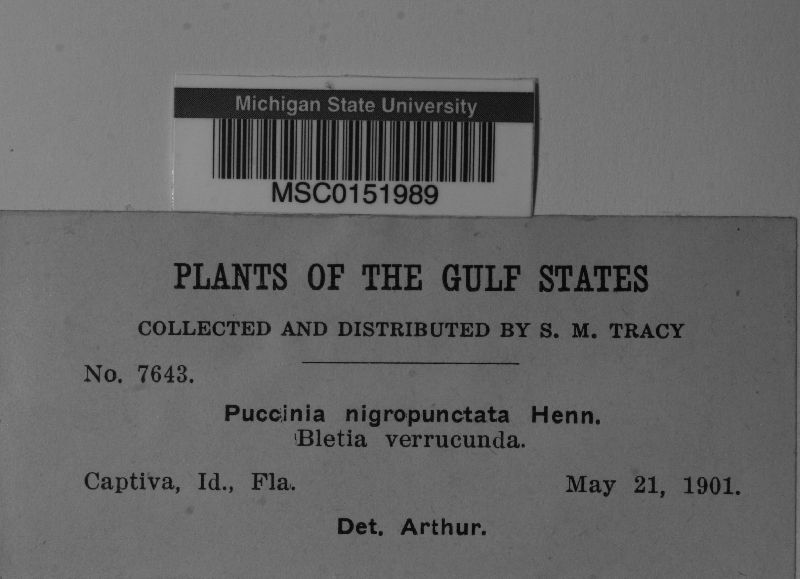 Michigan State University
MSC0151989
PLANTS OF THE GULF STATES
COLLECTED AND DISTRIBUTED BY S. M. TRACY
No. 7643.
Puccinia nigropunctata Henn.
Bletia verrucunda.
Captiva, Id., Fla. May 21, 1901.
Det. Arthur.